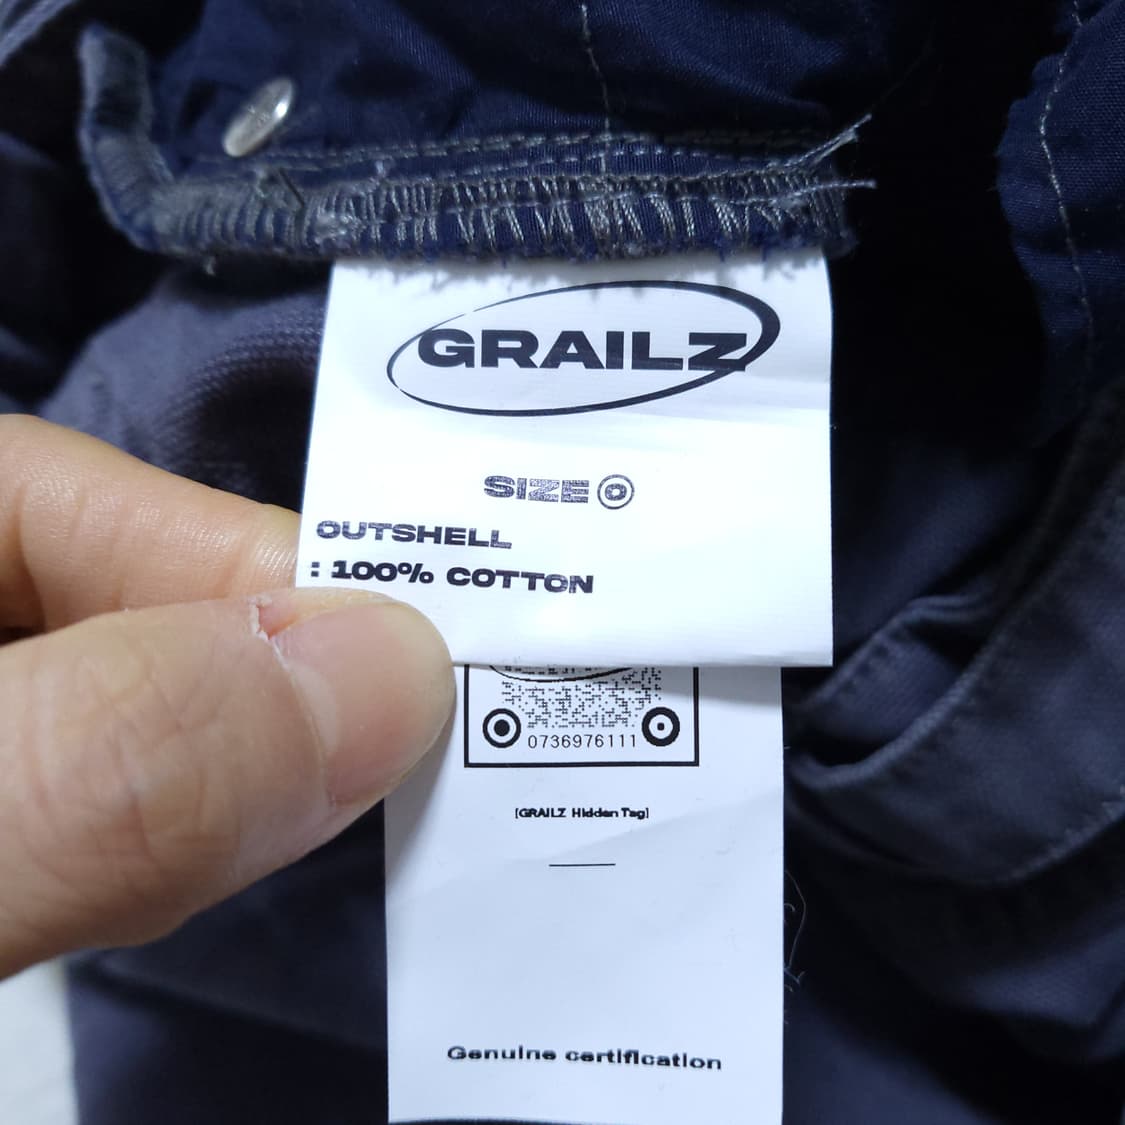 GRAILZ
SIZE 0
OUTSHELL
: 100% COTTON
0736976111
[GRAILZ Hidden Tag]
Genuine certification